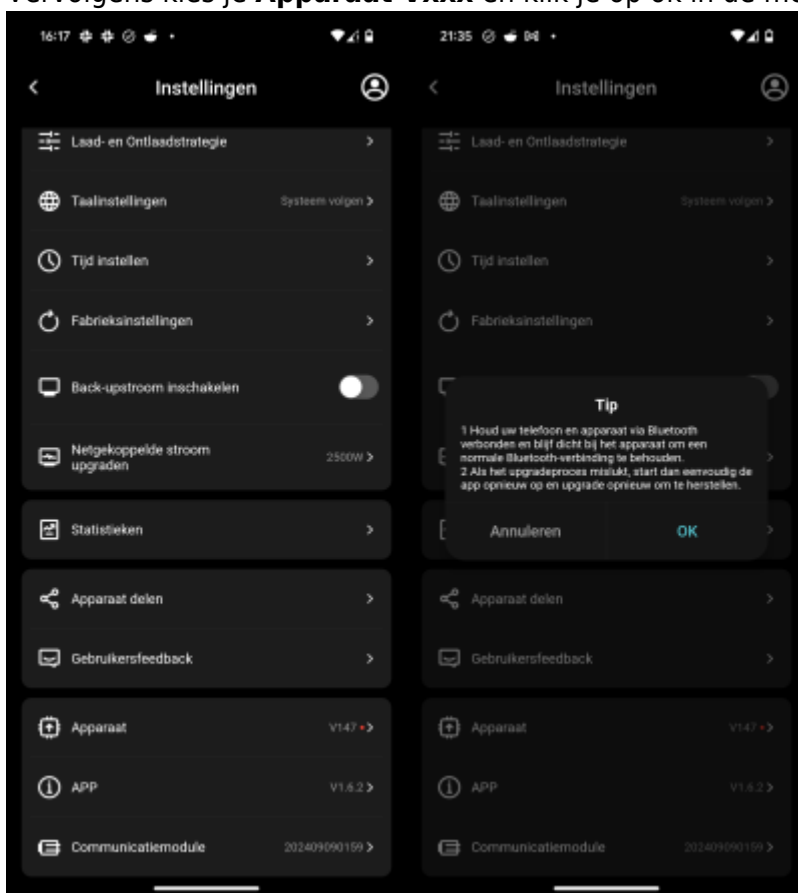 Vervolgens kies je Apparaat Vxxx en klik je op ok in de
16:17
Instellingen
Laad- en Ontlaadstrategie
Taalinstellingen
Systeem volgen
Tijd instellen
Fabrieksinstellingen
Back-upstroom inschakelen
Netgekoppelde stroom
upgraden
2500W
Statistieken
Apparaat delen
Gebruikersfeedback
Apparaat
V147
APP
V1.6.2
Communicatiemodule
202409090159
21:35
Instellingen
Laad- en Ontlaadstrategie
Taalinstellingen
Systeem volgen
Tijd instellen
Fabrieksinstellingen
Tip
1 Houd uw telefoon en apparaat via Bluetooth
verbonden en blijf dicht bij het apparaat om een
normale Bluetooth-verbinding te behouden.
2 Als het upgradeproces mislukt, start dan eenvoudig de
app opnieuw op en upgrade opnieuw om te herstellen.
Annuleren
OK
Apparaat delen
Gebruikersfeedback
Apparaat
V147
APP
V1.6.2
Communicatiemodule
202409090159